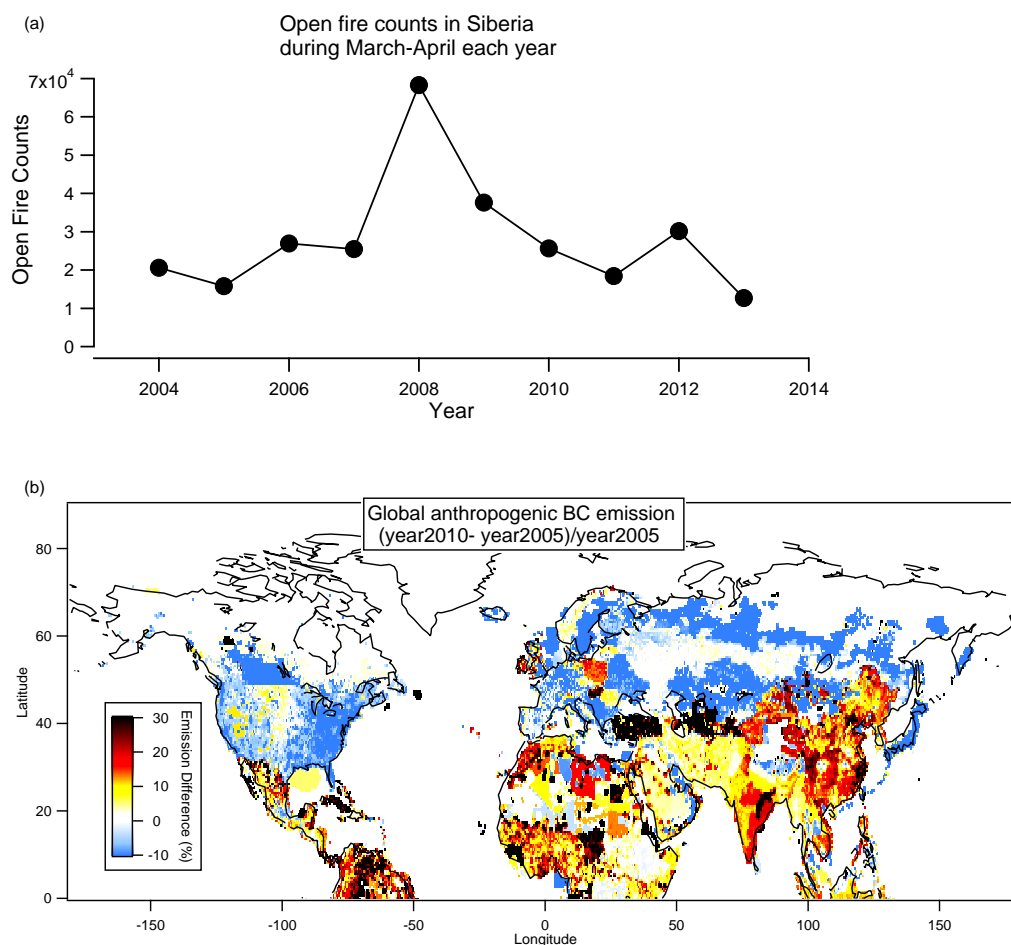 (a)
Open fire counts in Siberia
during March-April each year
7x10^4
6
5
4
3
2
1
0
Open Fire Counts
2004
2006
2008
2010
2012
2014
Year
(b)
Global anthropogenic BC emission
(year2010- year2005)/year2005
80
60
40
20
0
Latitude
30
20
10
0
-10
Emission Difference (%)
-150
-100
-50
0
50
100
150
Longitude